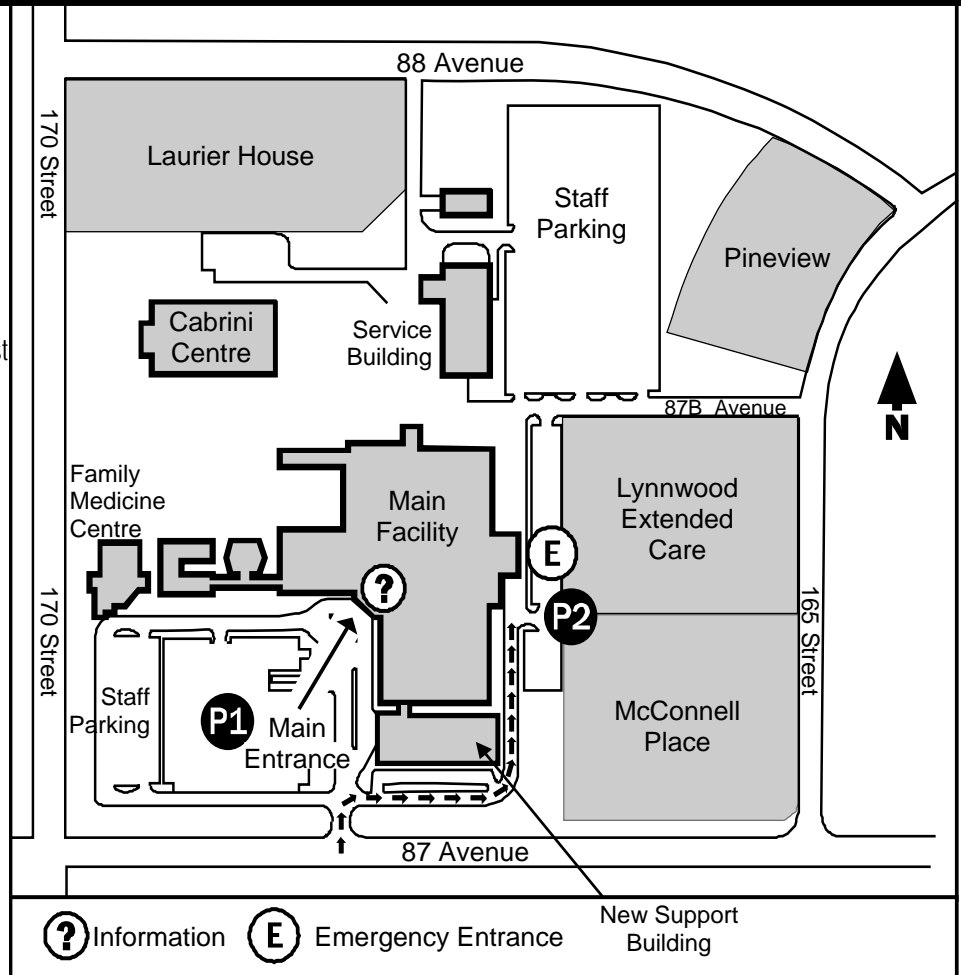 88 Avenue
170 Street
Laurier House
Staff
Parking
Pineview
Cabrini
Centre
Service
Building
st
87B Avenue
N
Family
Medicine
Centre
Main
Facility
Lynnwood
Extended
Care
E
?
P2
170 Street
165 Street
Staff
Parking
P1
Main
Entrance
McConnell
Place
87 Avenue
? Information
E Emergency Entrance
New Support
Building